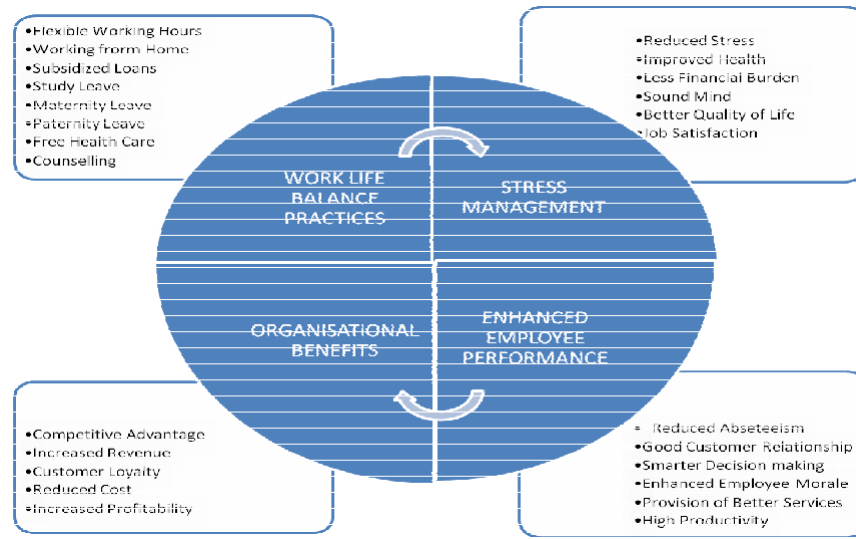 •Flexible Working Hours
•Working frorm Home
•Subsidized Loans
•Study Leave
•Maternity Leave
•Paternity Leave
•Free Health Care
•Counselling
•Reduced Stress
•Improved Health
•Less Financial Burden
•Sound Mind
•Better Quality of Life
•Job Satisfaction
WORK LIFE
BALANCE
PRACTICES
STRESS
MANAGEMENT
ORGANISATIONAL
BENEFITS
ENHANCED
EMPLOYEE
PERFORMANCE
•Competitive Advantage
•Increased Revenue
•Customer Loyalty
•Reduced Cost
•Increased Profitability
• Reduced Abseteeism
•Good Customer Relationship
•Smarter Decision making
•Enhanced Employee Morale
•Provision of Better Services
•High Productivity